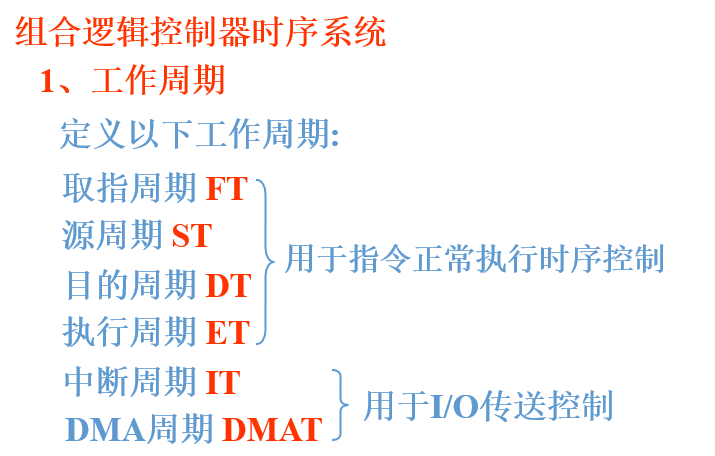 组合逻辑控制器时序系统
1、工作周期
定义以下工作周期:
取指周期 FT
源周期 ST
目的周期 DT
执行周期 ET
用于指令正常执行时序控制
中断周期 IT
DMA周期 DMAT
用于I/O传送控制